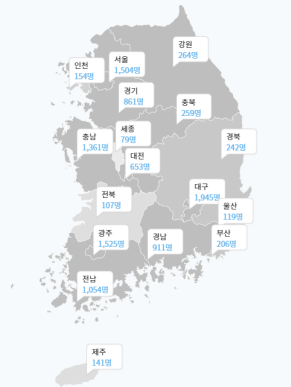 강원
264명
서울
1,504명
인천
154명
경기
861명
충북
259명
세종
79명
충남
1,361명
경북
242명
대전
653명
대구
1,945명
전북
107명
울산
119명
광주
1,525명
경남
911명
부산
206명
전남
1,054명
제주
141명